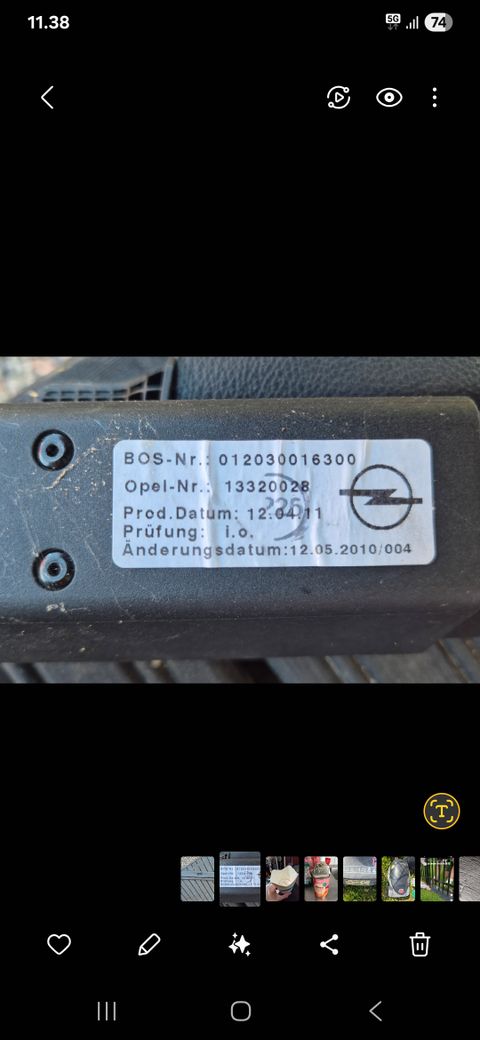 11.38
5G
74
BOS-Nr.: 012030016300
Opel-Nr.: 13320028
Prod.Datum: 12.04.11
Prüfung: i.o.
Änderungsdatum:12.05.2010/004
T